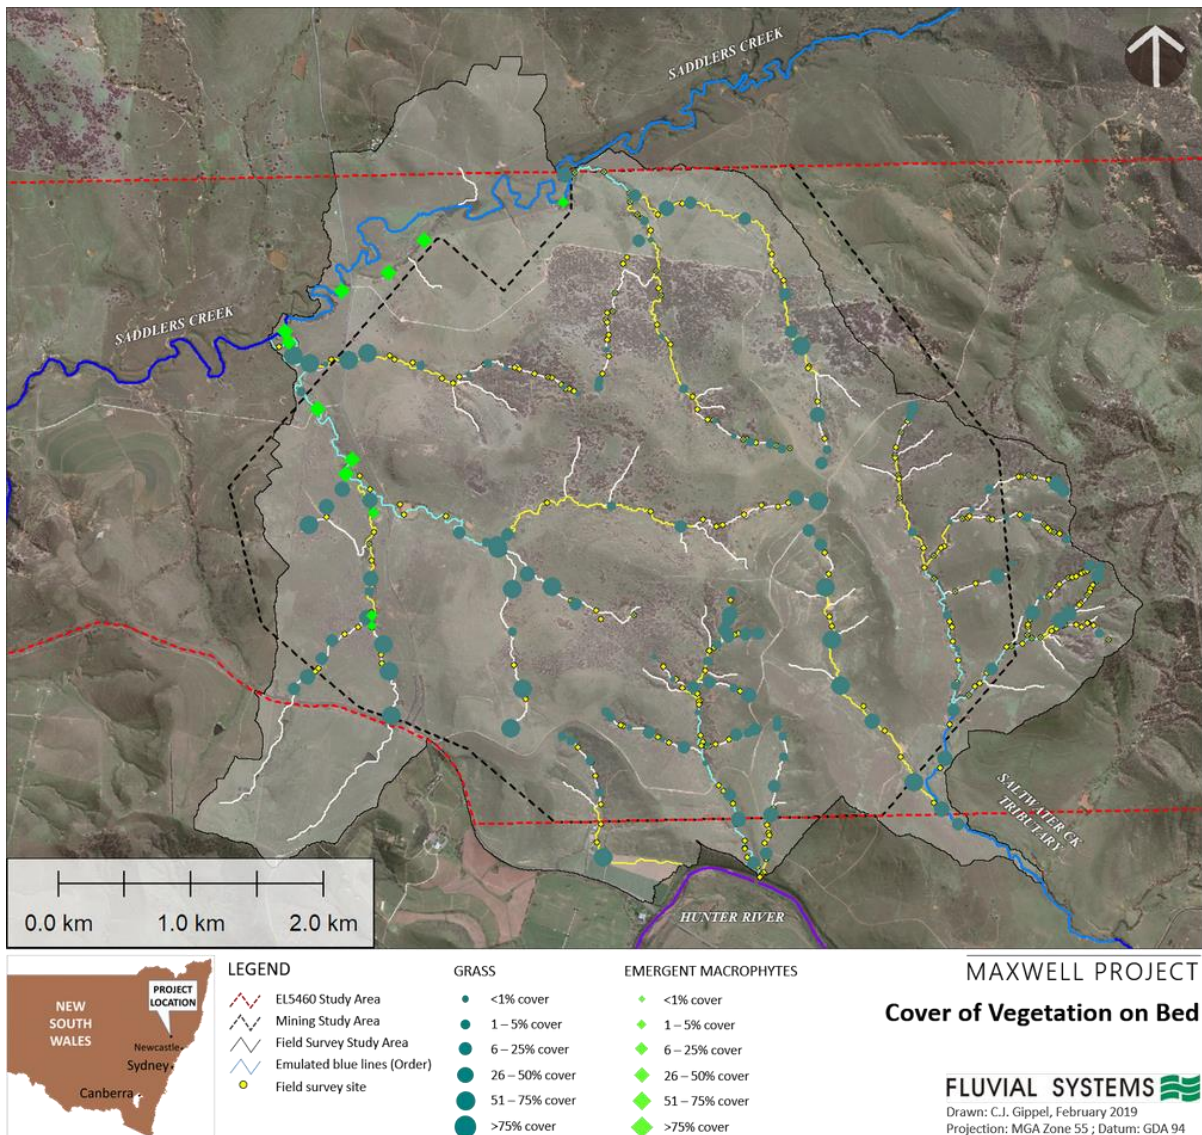 SADDLERS CREEK
SADDLERS CREEK
SALTWATER CK
TRIBUTARY
HUNTER RIVER
0.0 km 1.0 km 2.0 km
NEW
SOUTH
WALES
PROJECT
LOCATION
Newcastle
Sydney
Canberra
LEGEND
EL5460 Study Area
Mining Study Area
Field Survey Study Area
Emulated blue lines (Order)
Field survey site
GRASS
<1% cover
1 – 5% cover
6 – 25% cover
26 – 50% cover
51 – 75% cover
>75% cover
EMERGENT MACROPHYTES
<1% cover
1 – 5% cover
6 – 25% cover
26 – 50% cover
51 – 75% cover
>75% cover
MAXWELL PROJECT
Cover of Vegetation on Bed
FLUVIAL SYSTEMS
Drawn: C.J. Gippel, February 2019
Projection: MGA Zone 55 ; Datum: GDA 94